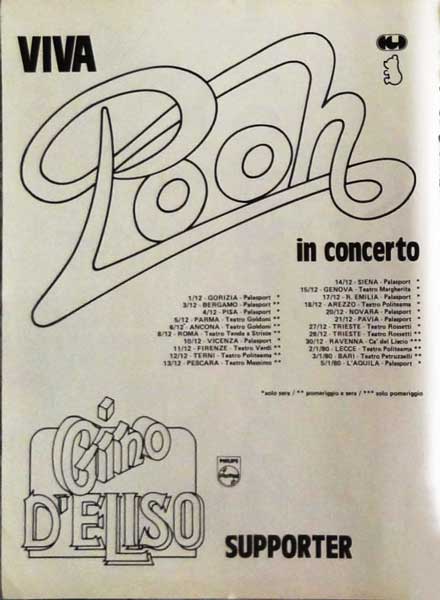 VIVA
Pooh
in concerto
1/12 - GORIZIA - Palasport *
3/12 - BERGAMO - Palasport **
4/12 - PISA - Palasport *
5/12 - PARMA - Teatro Goldoni **
6/12 - ANCONA - Teatro Goldoni **
8/12 - ROMA - Teatro Tenda a Strisce **
10/12 - VICENZA - Palasport *
11/12 - FIRENZE - Teatro Verdi *
12/12 - TERNI - Teatro Politeama **
13/12 - PESCARA - Teatro Massimo **
14/12 - SIENA - Palasport *
15/12 - GENOVA - Teatro Margherita *
17/12 - R. EMILIA - Palasport *
18/12 - AREZZO - Teatro Politeama *
20/12 - NOVARA - Palasport *
21/12 - PAVIA - Palasport *
27/12 - TRIESTE - Teatro Rossetti *
28/12 - TRIESTE - Teatro Rossetti *
30/12 - RAVENNA - Ca' del Liscio ***
2/1/80 - LECCE - Teatro Politeama **
3/1/80 - BARI - Teatro Petruzzelli **
5/1/80 - L'AQUILA - Palasport *
*solo sera / ** pomeriggio e sera / *** solo pomeriggio
Gino
D'ELISO
PHILIPS
SUPPORTER